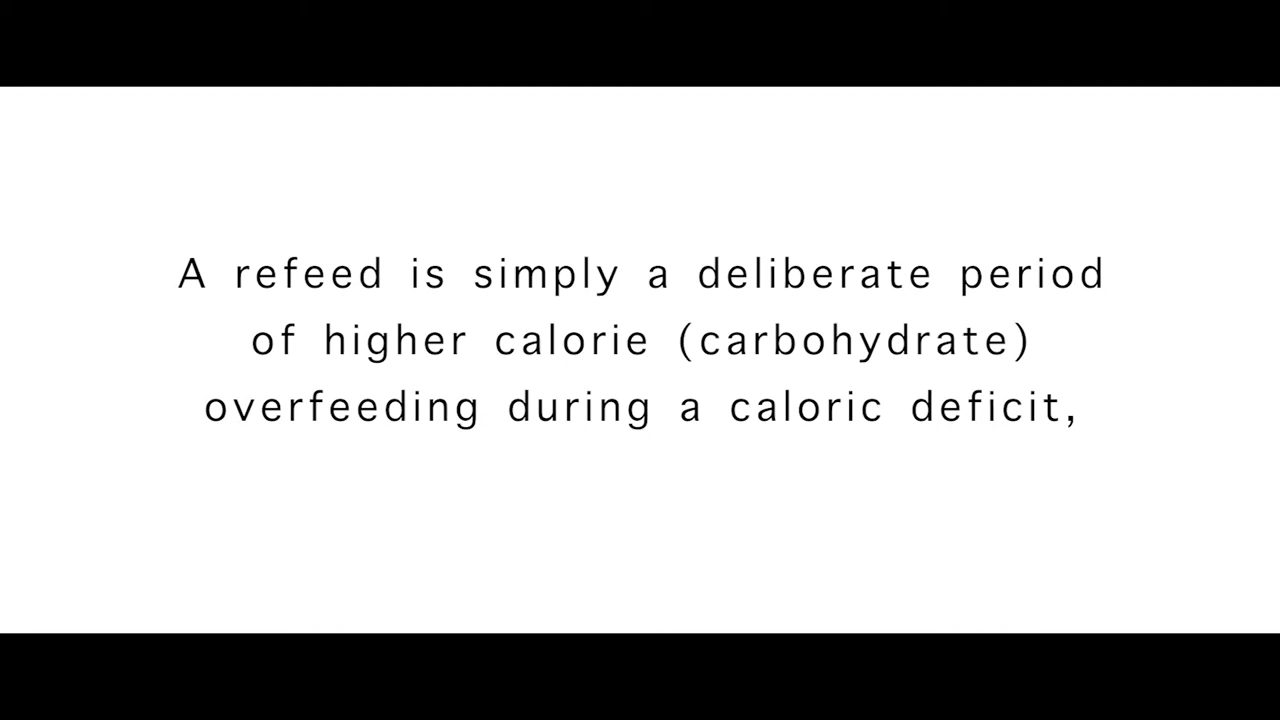 A refeed is simply a deliberate period
of higher calorie (carbohydrate)
overfeeding during a caloric deficit,